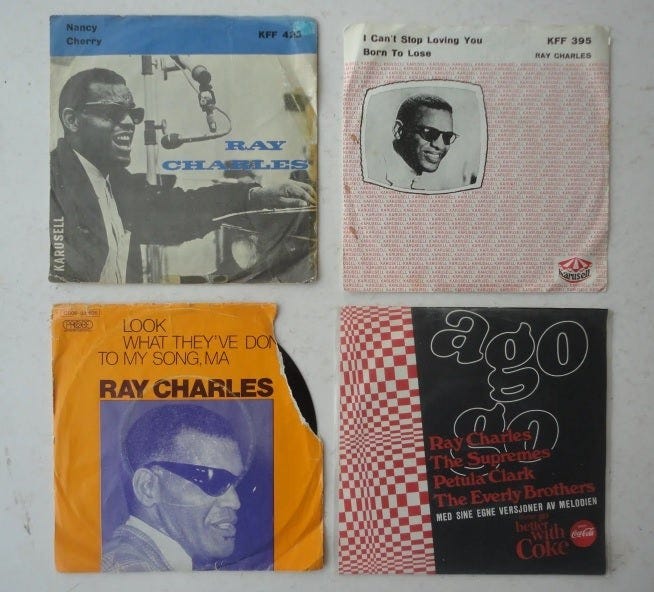 Nancy
Cherry
KFF 425
RAY
CHARLES
KARUSELL
I Can't Stop Loving You
Born To Lose
KFF 395
RAY CHARLES
Karusell
PROBE
LOOK
WHAT THEY'VE DON
TO MY SONG, MA
RAY CHARLES
ago
go
Ray Charles
The Supremes
Petula Clark
The Everly Brothers
MED SINE EGNE VERSJONER AV MELODIEN
better
with
Coke
Coca-Cola